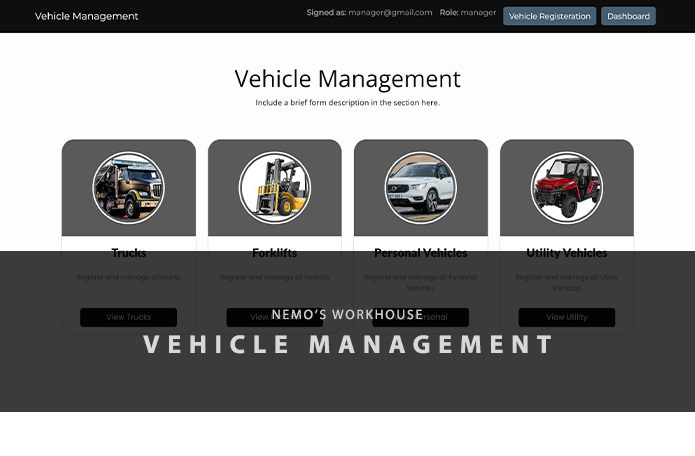 Vehicle Management
Signed as: manager@gmail.com Role: manager
Vehicle Registeration
Dashboard
Vehicle Management
Include a brief form description in the section here.
Trucks
Register and manage all trucks
View Trucks
Forklifts
Register and manage all Forklifts
View
Personal Vehicles
Register and manage all Personal
Vehicles
Personal
Utility Vehicles
Register and manage all Utility
Vehicles
View Utility
NEMO'S WORKHOUSE
VEHICLE MANAGEMENT